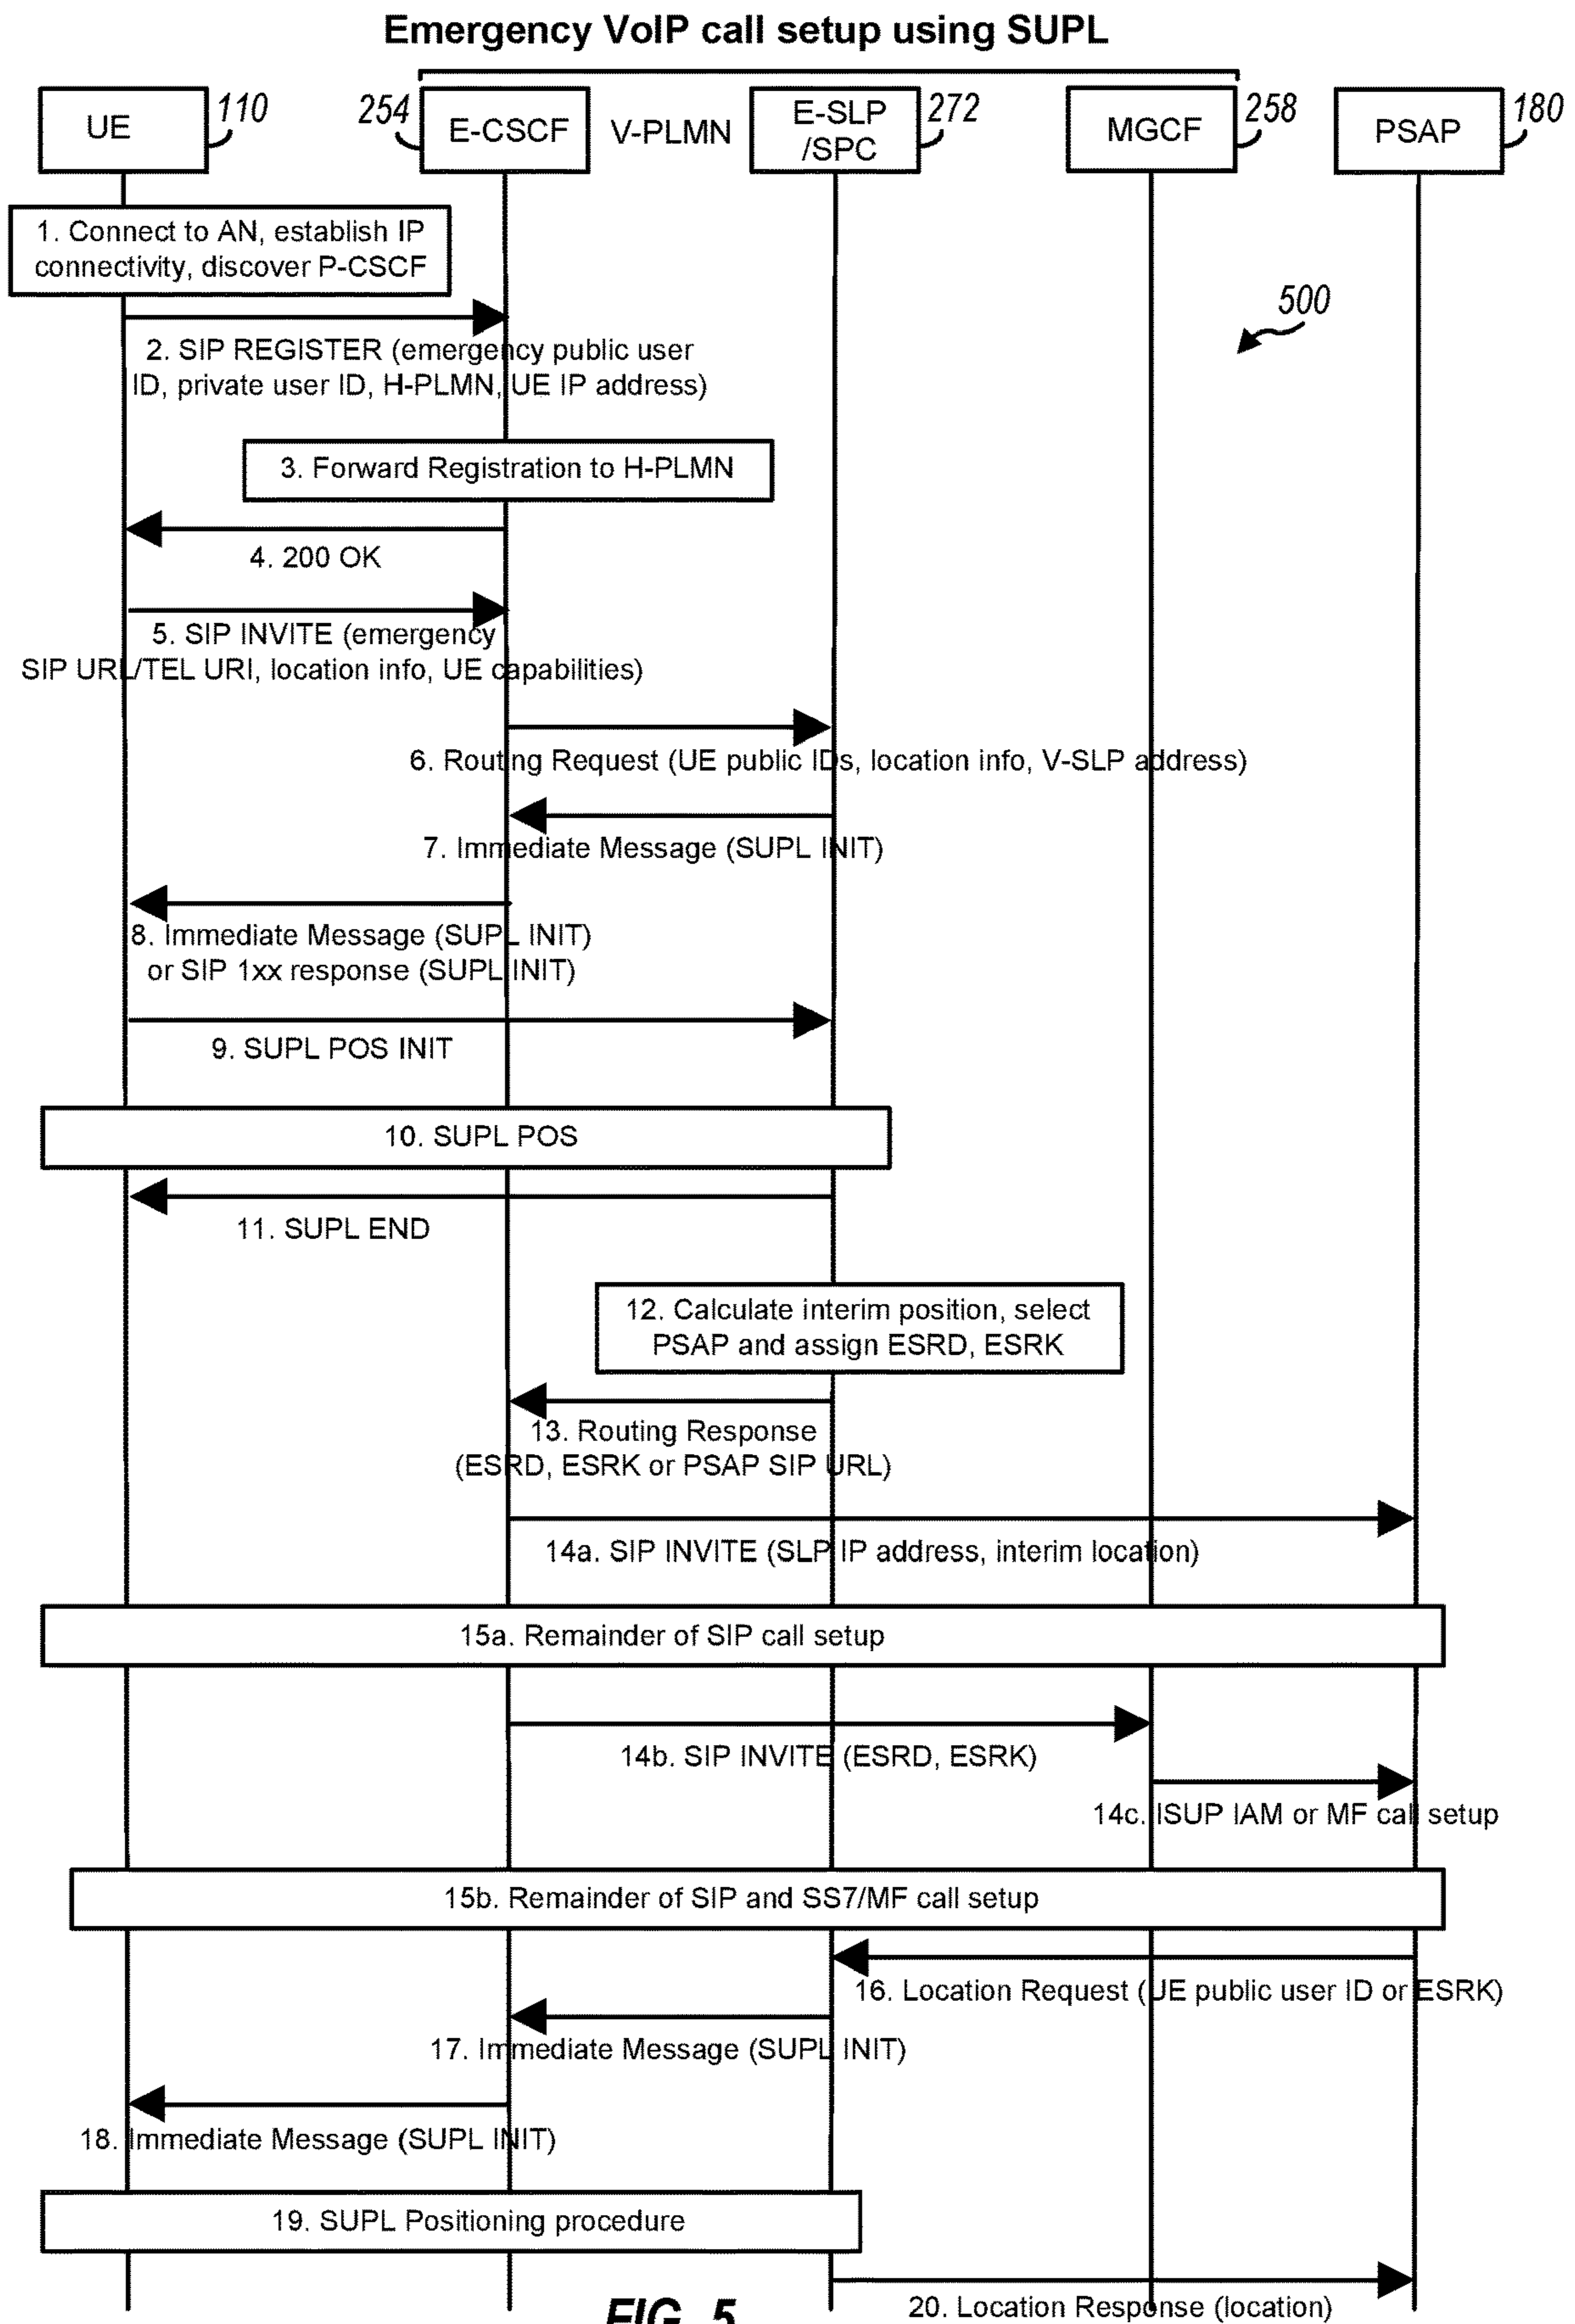 Emergency VoIP call setup using SUPL
UE
110
254
E-CSCF
V-PLMN
E-SLP
/SPC
272
MGCF
258
PSAP
180
1. Connect to AN, establish IP
connectivity, discover P-CSCF
500
2. SIP REGISTER (emergency public user
ID, private user ID, H-PLMN, UE IP address)
3. Forward Registration to H-PLMN
4. 200 OK
5. SIP INVITE (emergency
SIP URL/TEL URI, location info, UE capabilities)
6. Routing Request (UE public IDs, location info, V-SLP address)
7. Immediate Message (SUPL INIT)
8. Immediate Message (SUPL INIT)
or SIP 1xx response (SUPL INIT)
9. SUPL POS INIT
10. SUPL POS
11. SUPL END
12. Calculate interim position, select
PSAP and assign ESRD, ESRK
13. Routing Response
(ESRD, ESRK or PSAP SIP URL)
14a. SIP INVITE (SLP IP address, interim location)
15a. Remainder of SIP call setup
14b. SIP INVITE (ESRD, ESRK)
14c. ISUP IAM or MF call setup
15b. Remainder of SIP and SS7/MF call setup
16. Location Request (UE public user ID or ESRK)
17. Immediate Message (SUPL INIT)
18. Immediate Message (SUPL INIT)
19. SUPL Positioning procedure
20. Location Response (location)
FIG. 5